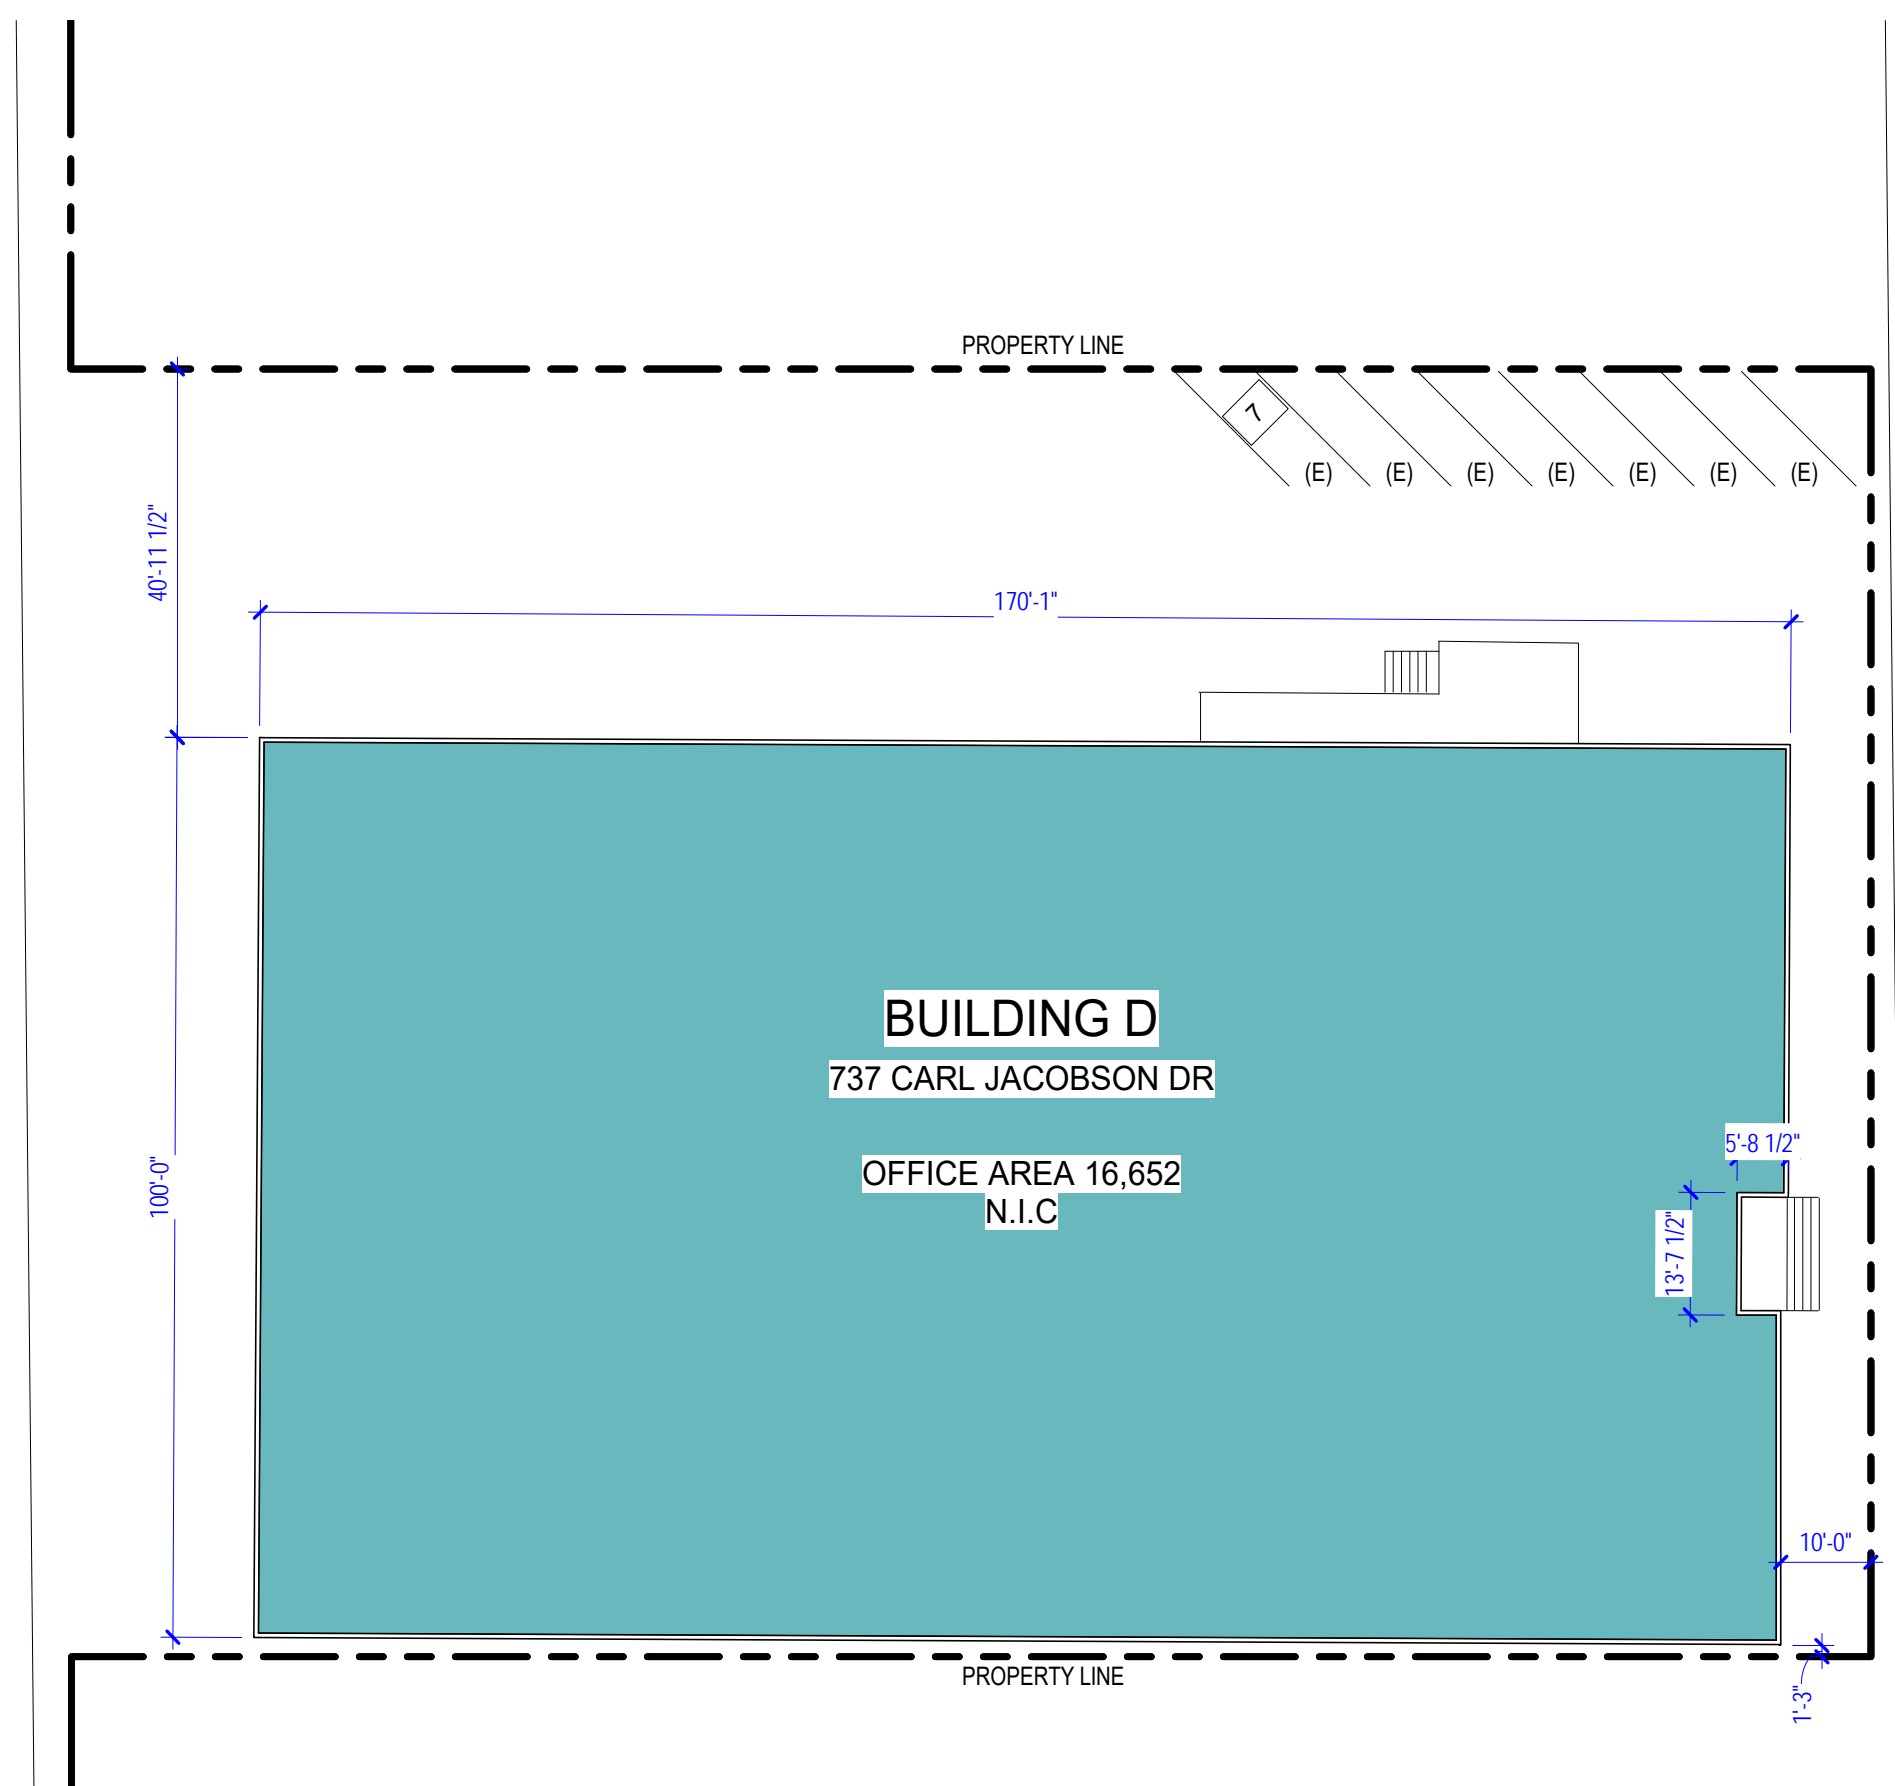 PROPERTY LINE
7
(E) (E) (E) (E) (E) (E) (E)
40'-11 1/2"
170'-1"
BUILDING D
737 CARL JACOBSON DR
5'-8 1/2"
100'-0"
OFFICE AREA 16,652
N.I.C
13'-7 1/2"
10'-0"
PROPERTY LINE
1'-3"